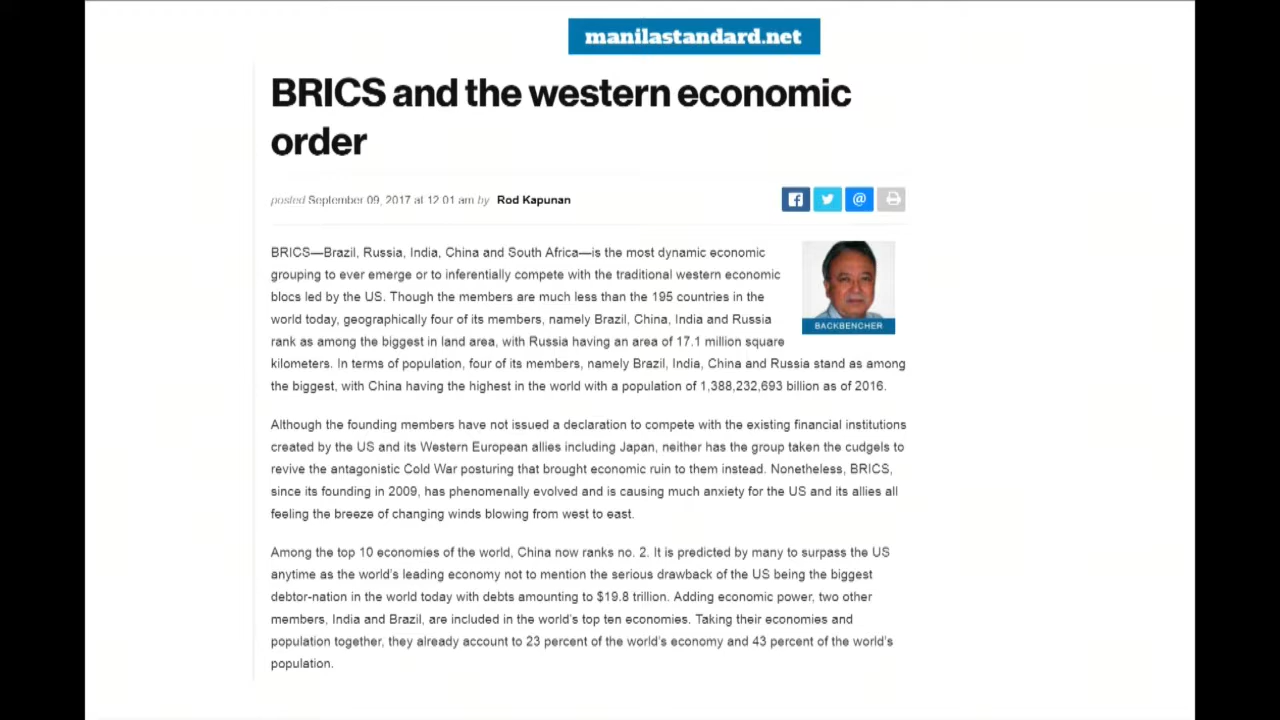 manilastandard.net
BRICS and the western economic
order
posted September 09, 2017 at 12:01 am by Rod Kapunan
BRICS—Brazil, Russia, India, China and South Africa—is the most dynamic economic
grouping to ever emerge or to inferentially compete with the traditional western economic
blocs led by the US. Though the members are much less than the 195 countries in the
world today, geographically four of its members, namely Brazil, China, India and Russia
rank as among the biggest in land area, with Russia having an area of 17.1 million square
kilometers. In terms of population, four of its members, namely Brazil, India, China and Russia stand as among
the biggest, with China having the highest in the world with a population of 1,388,232,693 billion as of 2016.
BACKBENCHER
Although the founding members have not issued a declaration to compete with the existing financial institutions
created by the US and its Western European allies including Japan, neither has the group taken the cudgels to
revive the antagonistic Cold War posturing that brought economic ruin to them instead. Nonetheless, BRICS,
since its founding in 2009, has phenomenally evolved and is causing much anxiety for the US and its allies all
feeling the breeze of changing winds blowing from west to east.
Among the top 10 economies of the world, China now ranks no. 2. It is predicted by many to surpass the US
anytime as the world's leading economy not to mention the serious drawback of the US being the biggest
debtor-nation in the world today with debts amounting to $19.8 trillion. Adding economic power, two other
members, India and Brazil, are included in the world's top ten economies. Taking their economies and
population together, they already account to 23 percent of the world's economy and 43 percent of the world's
population.